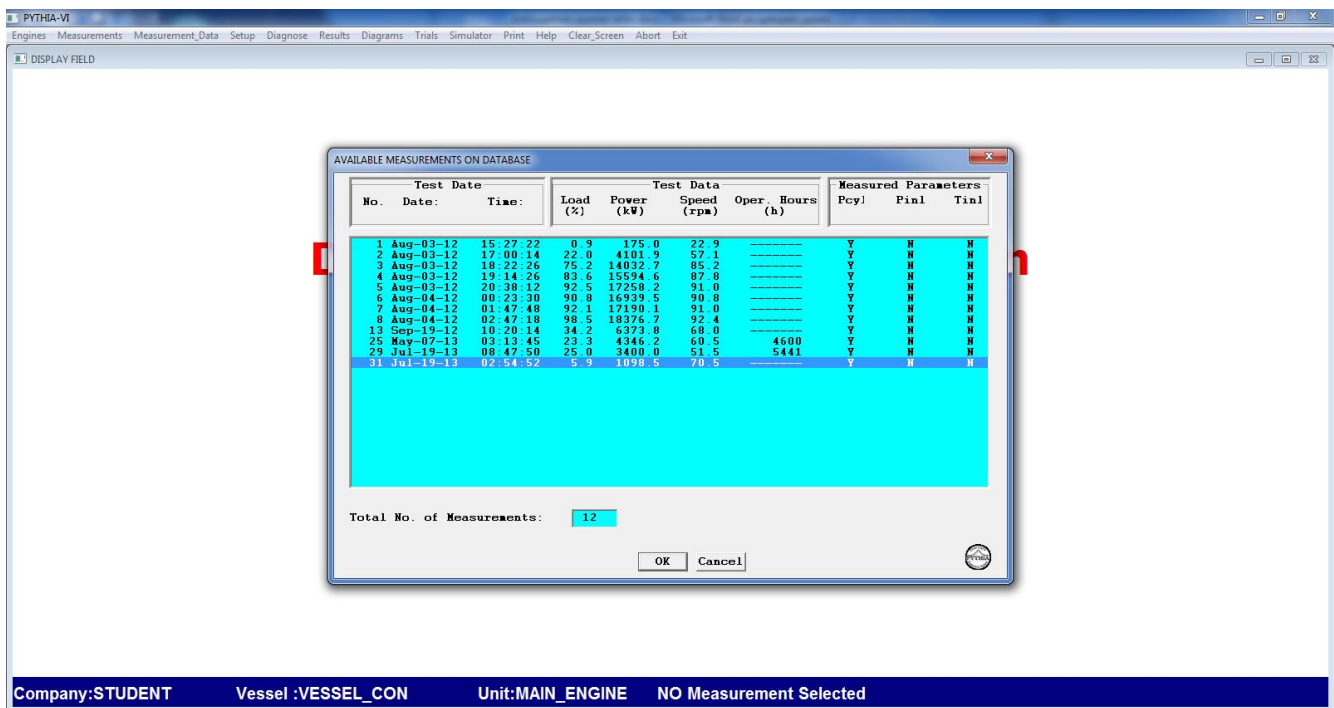 PYTHIA-VI
Engines Measurements Measurement_Data Setup Diagnose Results Diagrams Trials Simulator Print Help Clear_Screen Abort Exit
DISPLAY FIELD
AVAILABLE MEASUREMENTS ON DATABASE
Test Date Test Data Measured Parameters
No. Date: Time: Load Power Speed Oper. Hours Pcyl Pinl Tinl
(%) (kW) (rpm) (h)
1 Aug-03-12 15:27:22 0.9 175.0 22.9 ------- Y N N
2 Aug-03-12 17:00:14 22.0 4101.9 57.1 ------- Y N N
3 Aug-03-12 18:22:26 75.2 14032.7 85.2 ------- Y N N
4 Aug-03-12 19:14:26 83.6 15594.6 87.8 ------- Y N N
5 Aug-03-12 20:38:12 92.5 17258.2 91.0 ------- Y N N
6 Aug-04-12 00:23:30 90.8 16939.5 90.8 ------- Y N N
7 Aug-04-12 01:47:48 92.1 17190.1 91.0 ------- Y N N
8 Aug-04-12 02:47:18 98.5 18376.7 92.4 ------- Y N N
13 Sep-19-12 10:20:14 34.2 6373.8 68.0 ------- Y N N
25 May-07-13 03:13:45 23.3 4346.2 60.5 4600 Y N N
29 Jul-19-13 08:47:50 25.0 3400.0 51.5 5441 Y N N
31 Jul-19-13 02:54:52 5.9 1098.5 70.5 ------- Y N N
D n
Total No. of Measurements: 12
OK Cancel
PYTHIA
Company:STUDENT Vessel :VESSEL_CON Unit:MAIN_ENGINE NO Measurement Selected